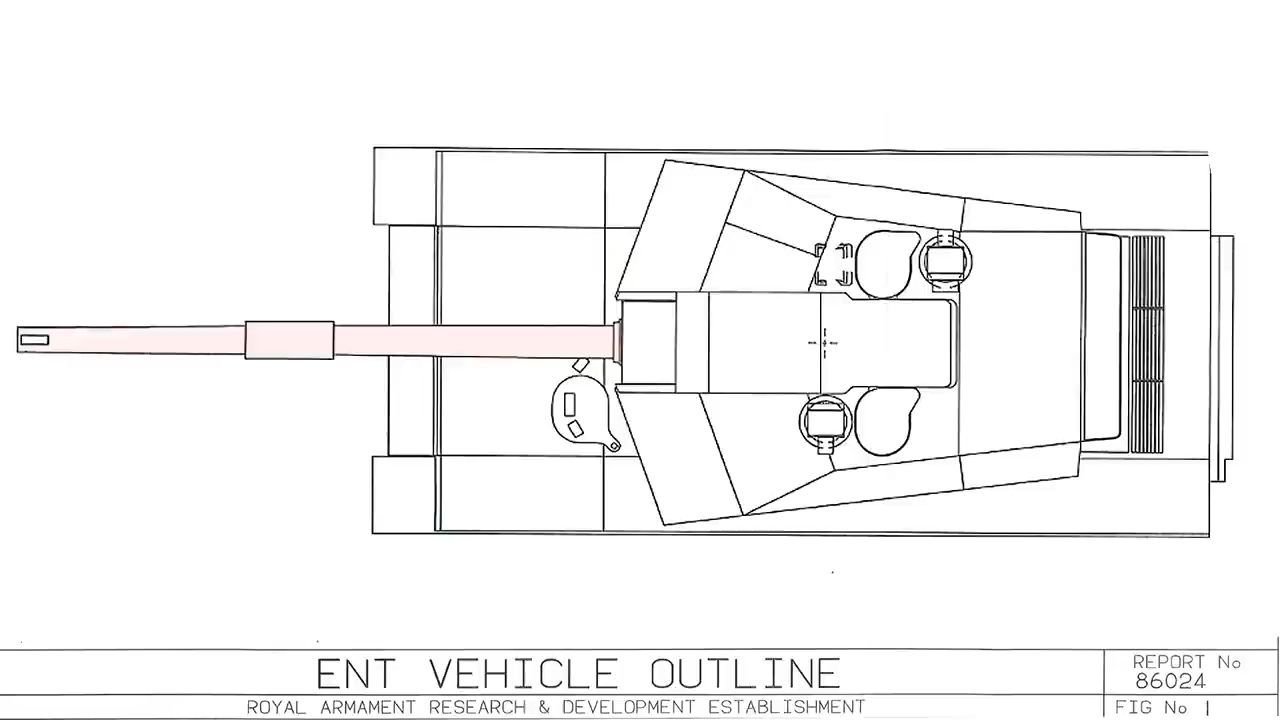 ENT VEHICLE OUTLINE
ROYAL ARMAMENT RESEARCH & DEVELOPMENT ESTABLISHMENT
REPORT No
86024
FIG No 1